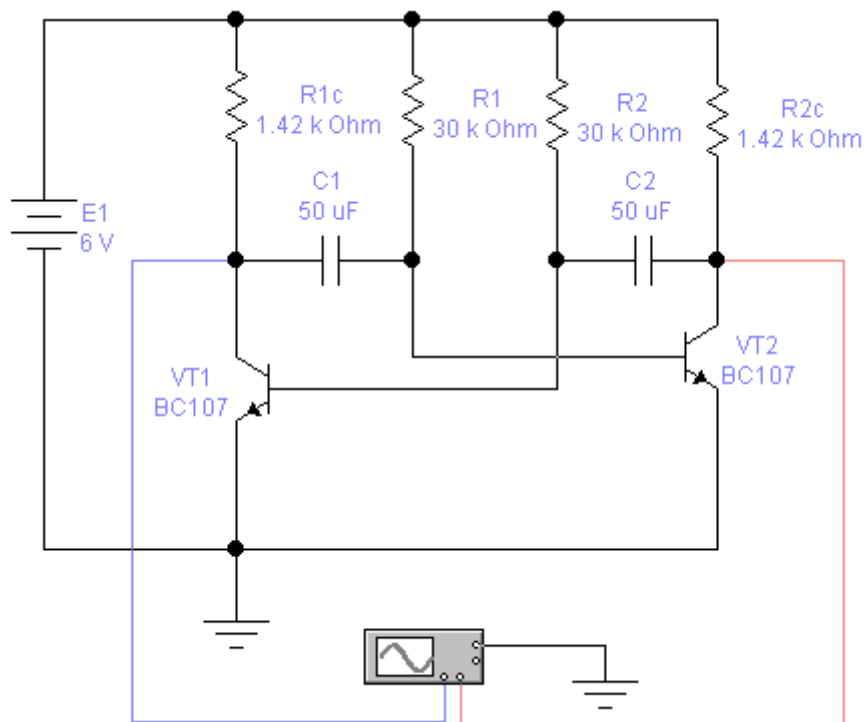 R1c
1.42 k Ohm
R1
30 k Ohm
R2
30 k Ohm
R2c
1.42 k Ohm
C1
50 uF
C2
50 uF
E1
6 V
VT1
BC107
VT2
BC107